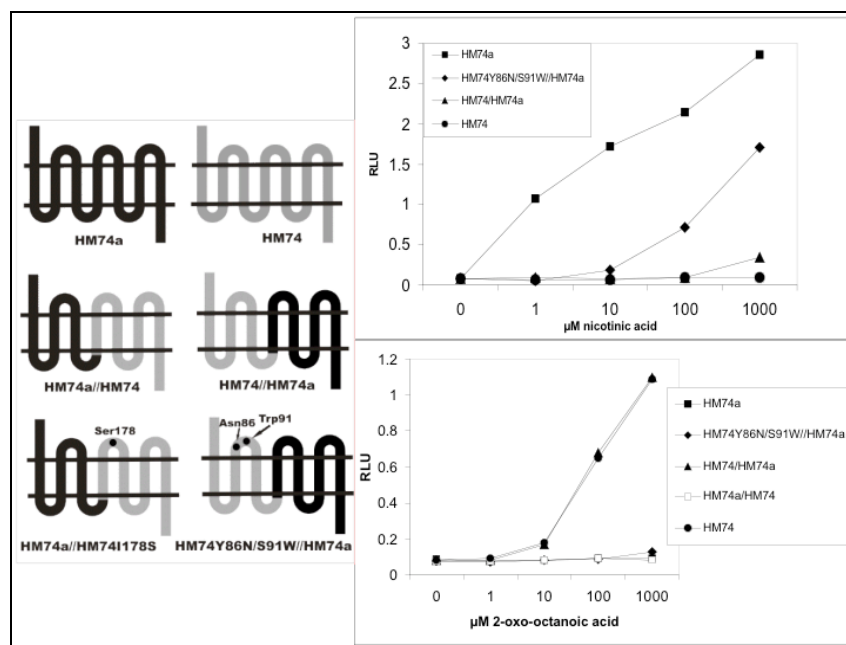 HM74a
HM74
HM74a//HM74
HM74//HM74a
Ser178
Asn86
Trp91
HM74a//HM74I178S
HM74Y86N/S91W//HM74a
3
2.5
2
1.5
1
0.5
0
RLU
HM74a
HM74Y86N/S91W//HM74a
HM74/HM74a
HM74
0 1 10 100 1000
µM nicotinic acid
1.2
1
0.8
0.6
0.4
0.2
0
RLU
HM74a
HM74Y86N/S91W//HM74a
HM74/HM74a
HM74a/HM74
HM74
0 1 10 100 1000
µM 2-oxo-octanoic acid